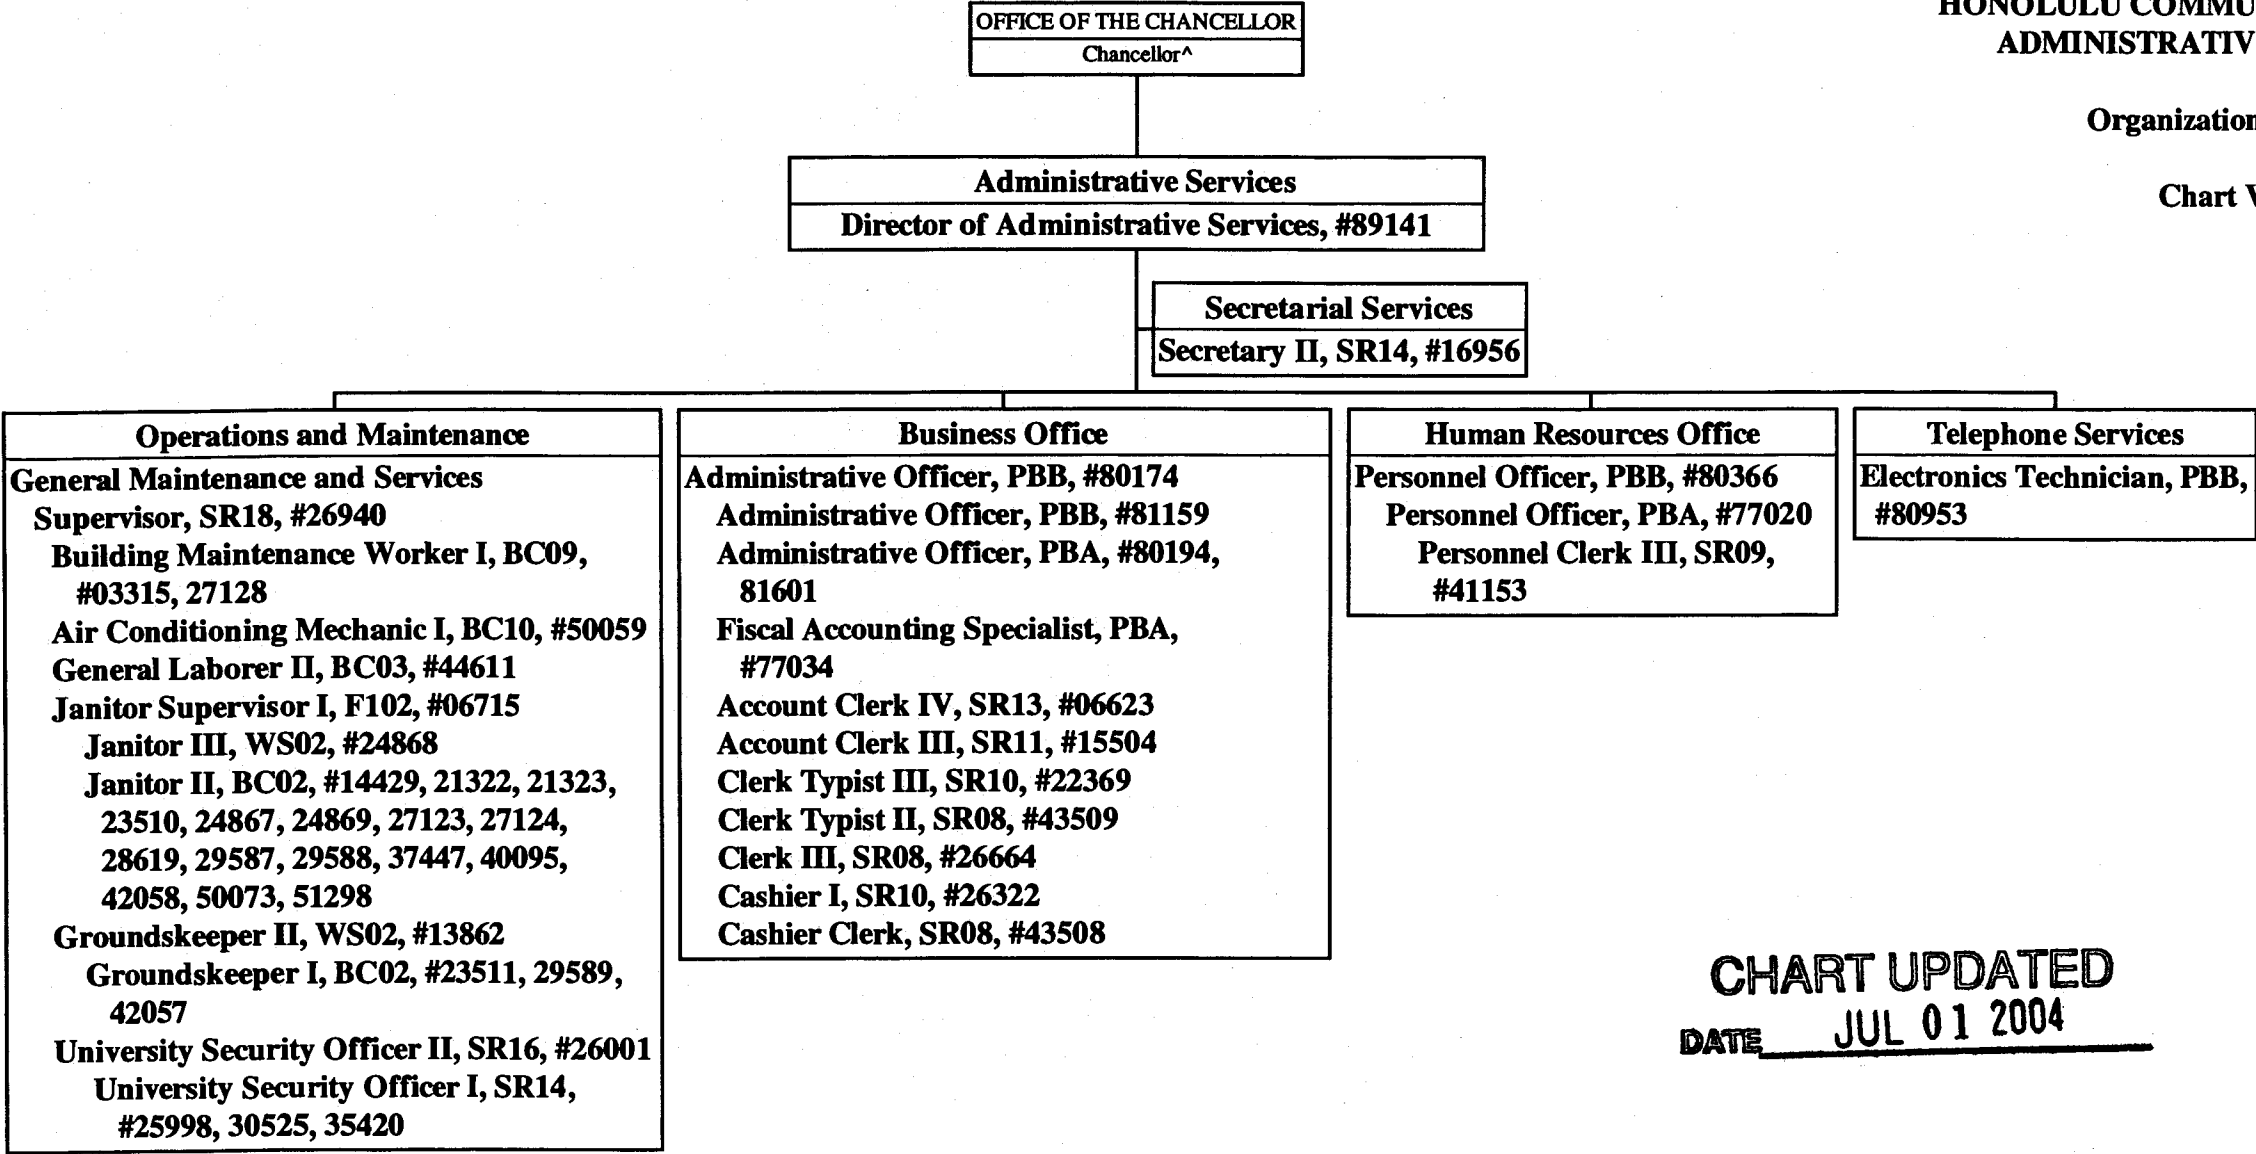 OFFICE OF THE CHANCELLOR
Chancellor^
ADMINISTRATIV
Organization
Chart
Administrative Services
Director of Administrative Services, #89141
Secretarial Services
Secretary II, SR14, #16956
Operations and Maintenance
General Maintenance and Services
Supervisor, SR18, #26940
Building Maintenance Worker I, BC09,
#03315, 27128
Air Conditioning Mechanic I, BC10, #50059
General Laborer II, BC03, #44611
Janitor Supervisor I, F102, #06715
Janitor III, WS02, #24868
Janitor II, BC02, #14429, 21322, 21323,
23510, 24867, 24869, 27123, 27124,
28619, 29587, 29588, 37447, 40095,
42058, 50073, 51298
Groundskeeper II, WS02, #13862
Groundskeeper I, BC02, #23511, 29589,
42057
University Security Officer II, SR16, #26001
University Security Officer I, SR14,
#25998, 30525, 35420
Business Office
Administrative Officer, PBB, #80174
Administrative Officer, PBB, #81159
Administrative Officer, PBA, #80194,
81601
Fiscal Accounting Specialist, PBA,
#77034
Account Clerk IV, SR13, #06623
Account Clerk III, SR11, #15504
Clerk Typist III, SR10, #22369
Clerk Typist II, SR08, #43509
Clerk III, SR08, #26664
Cashier I, SR10, #26322
Cashier Clerk, SR08, #43508
Human Resources Office
Personnel Officer, PBB, #80366
Personnel Officer, PBA, #77020
Personnel Clerk III, SR09,
#41153
Telephone Services
Electronics Technician, PBB,
#80953
CHART UPDATED
DATE JUL 01 2004